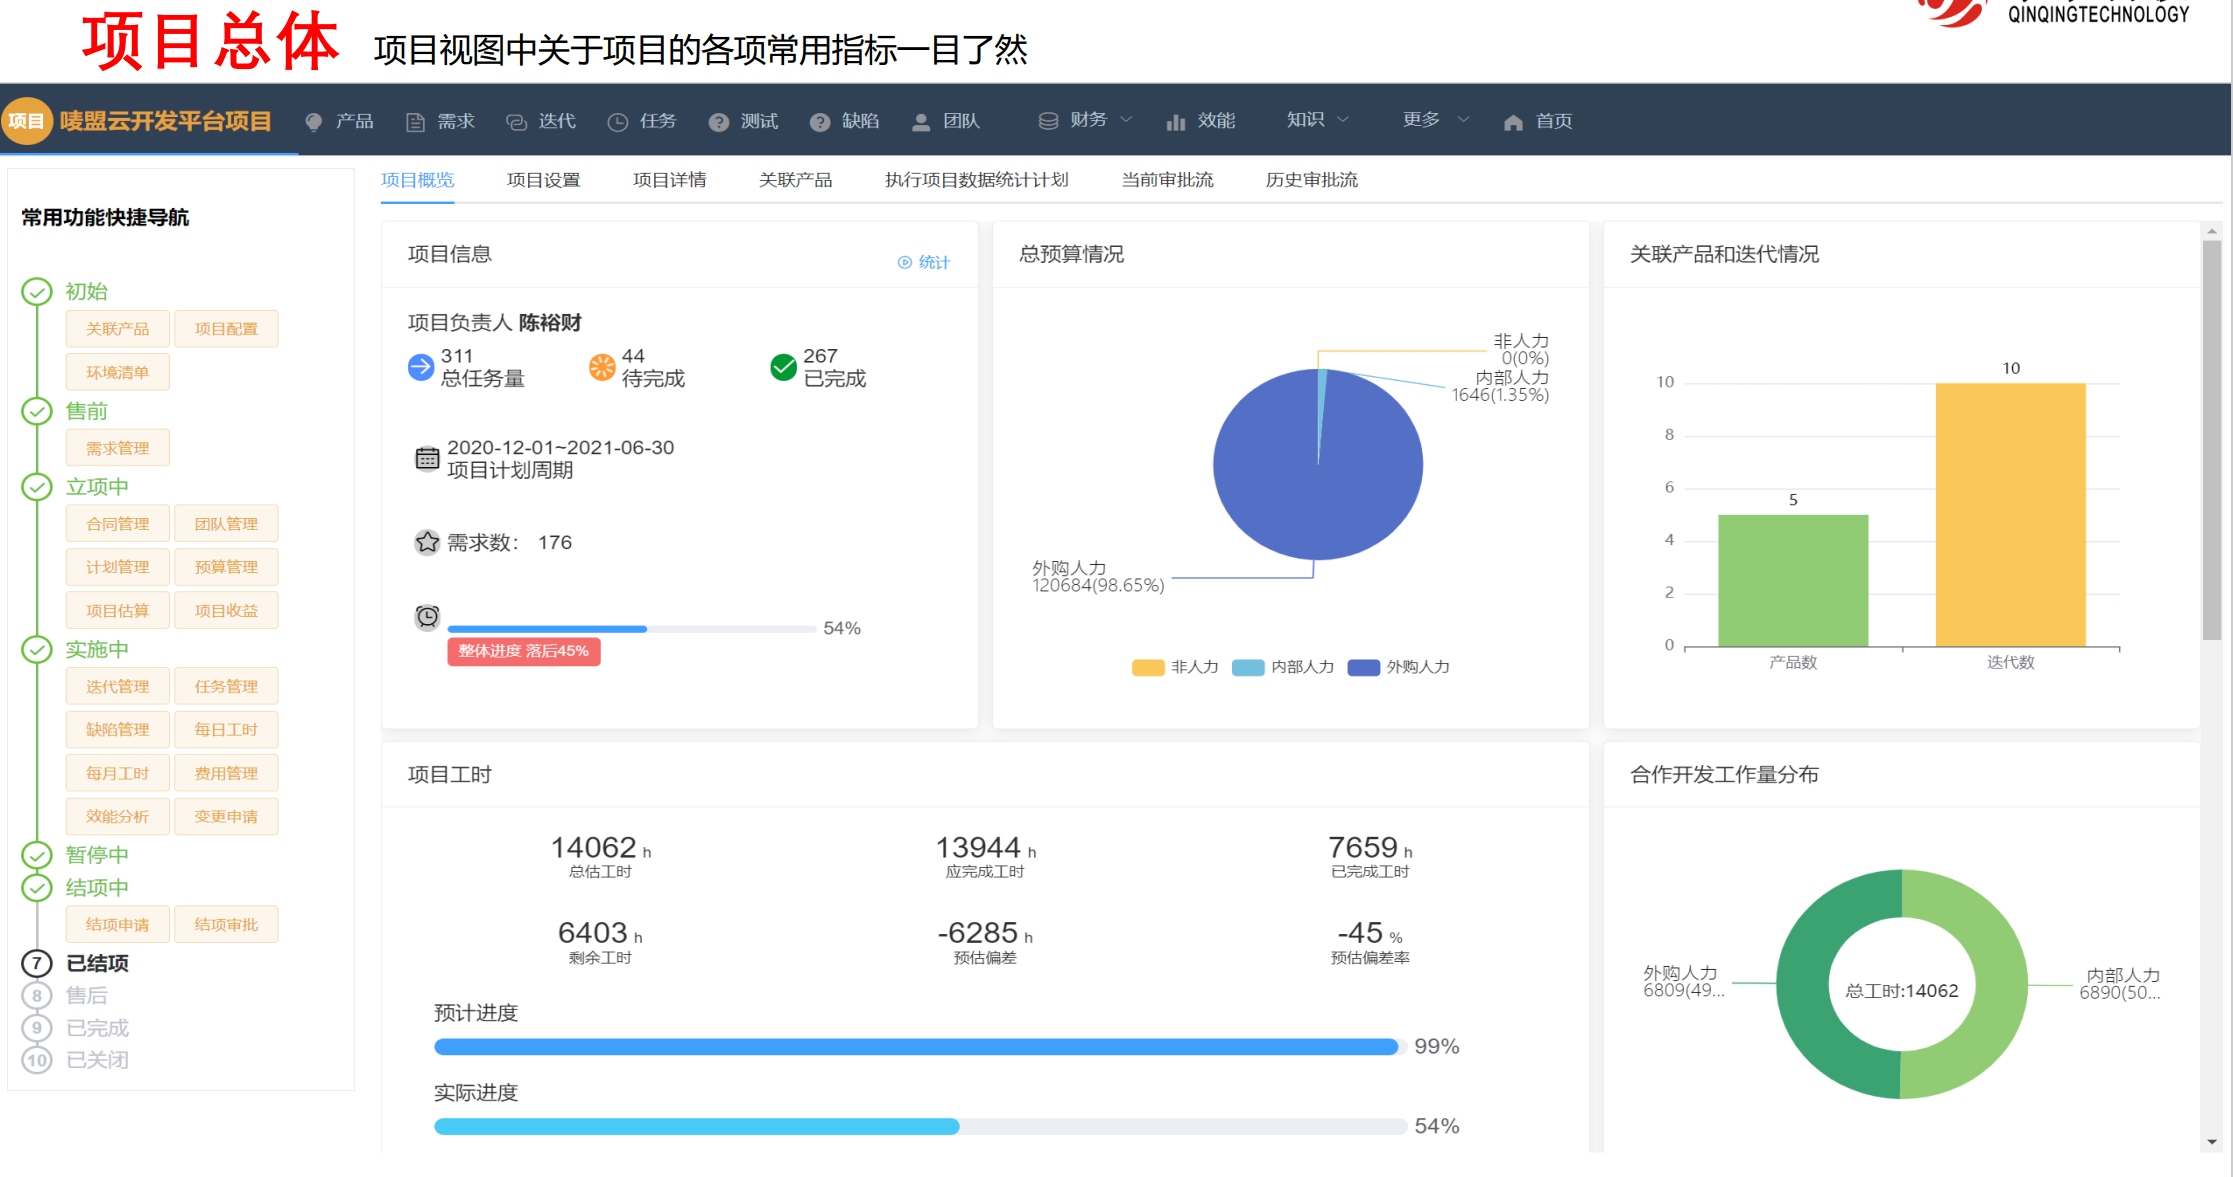 项目总体 项目视图中关于项目的各项常用指标一目了然
QINQINGTECHNOLOGY
项目 唛盟云开发平台项目 产品 需求 迭代 任务 测试 缺陷 团队 财务 效能 知识 更多 首页
项目概览 项目设置 项目详情 关联产品 执行项目数据统计计划 当前审批流 历史审批流
常用功能快捷导航
初始
关联产品 项目配置
环境清单
售前
需求管理
立项中
合同管理 团队管理
计划管理 预算管理
项目估算 项目收益
实施中
迭代管理 任务管理
缺陷管理 每日工时
每月工时 费用管理
效能分析 变更申请
暂停中
结项中
结项申请 结项审批
7 已结项
8 售后
9 已完成
10 已关闭
项目信息 统计
项目负责人 陈裕财
311 44 267
总任务量 待完成 已完成
2020-12-01~2021-06-30
项目计划周期
需求数： 176
54%
整体进度 落后45%
总预算情况
非人力
0(0%)
内部人力
1646(1.35%)
外购人力
120684(98.65%)
非人力 内部人力 外购人力
关联产品和迭代情况
10
10
8
6
5
4
2
0
产品数 迭代数
项目工时
14062 h 13944 h 7659 h
总估工时 应完成工时 已完成工时
6403 h -6285 h -45 %
剩余工时 预估偏差 预估偏差率
预计进度
99%
实际进度
54%
合作开发工作量分布
外购人力
6809(49...
总工时:14062
内部人力
6890(50...